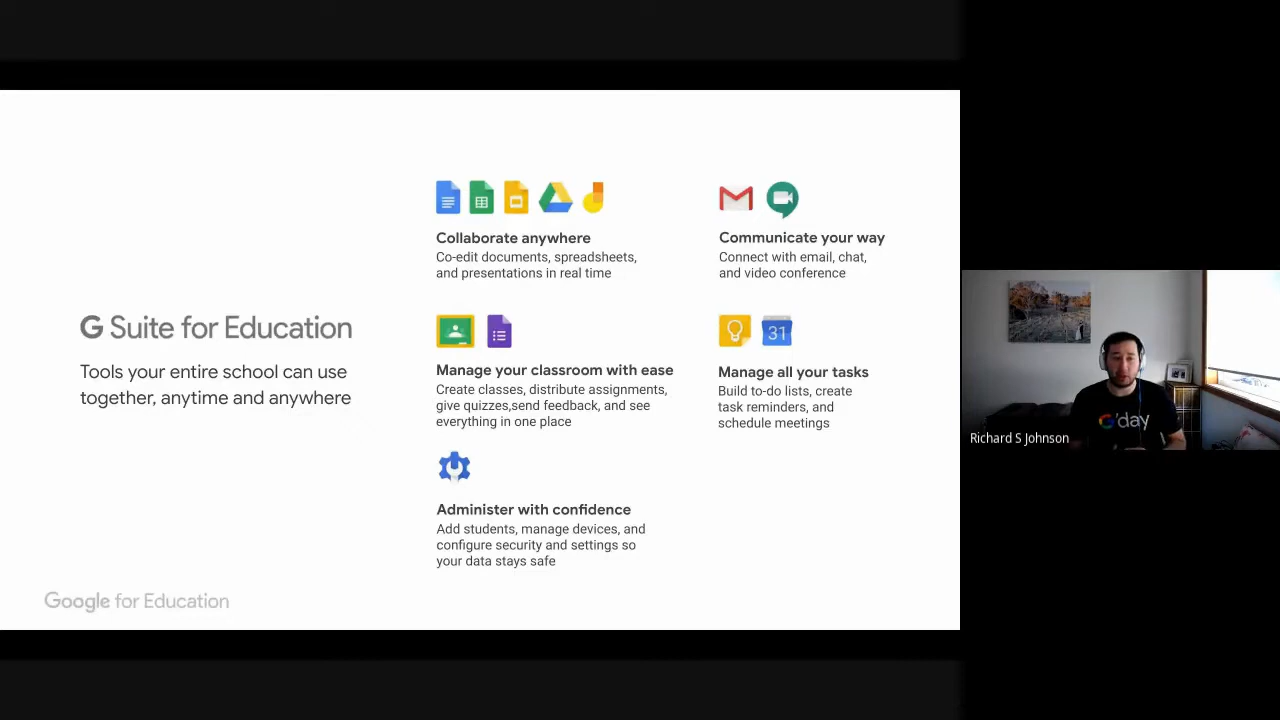 G Suite for Education
Tools your entire school can use
together, anytime and anywhere
Collaborate anywhere
Co-edit documents, spreadsheets,
and presentations in real time
Communicate your way
Connect with email, chat,
and video conference
Manage your classroom with ease
Create classes, distribute assignments,
give quizzes,send feedback, and see
everything in one place
31
Manage all your tasks
Build to-do lists, create
task reminders, and
schedule meetings
Administer with confidence
Add students, manage devices, and
configure security and settings so
your data stays safe
Google for Education
G'day
Richard S Johnson